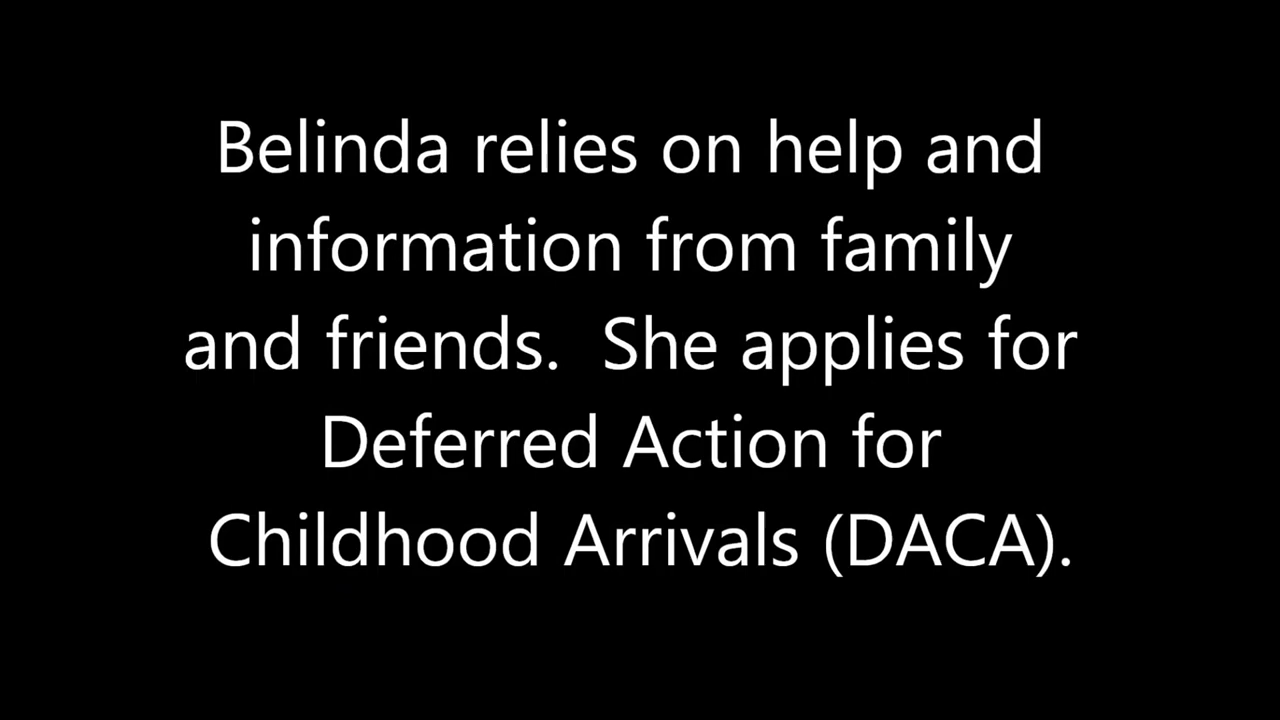 Belinda relies on help and
information from family
and friends.  She applies for
Deferred Action for
Childhood Arrivals (DACA).